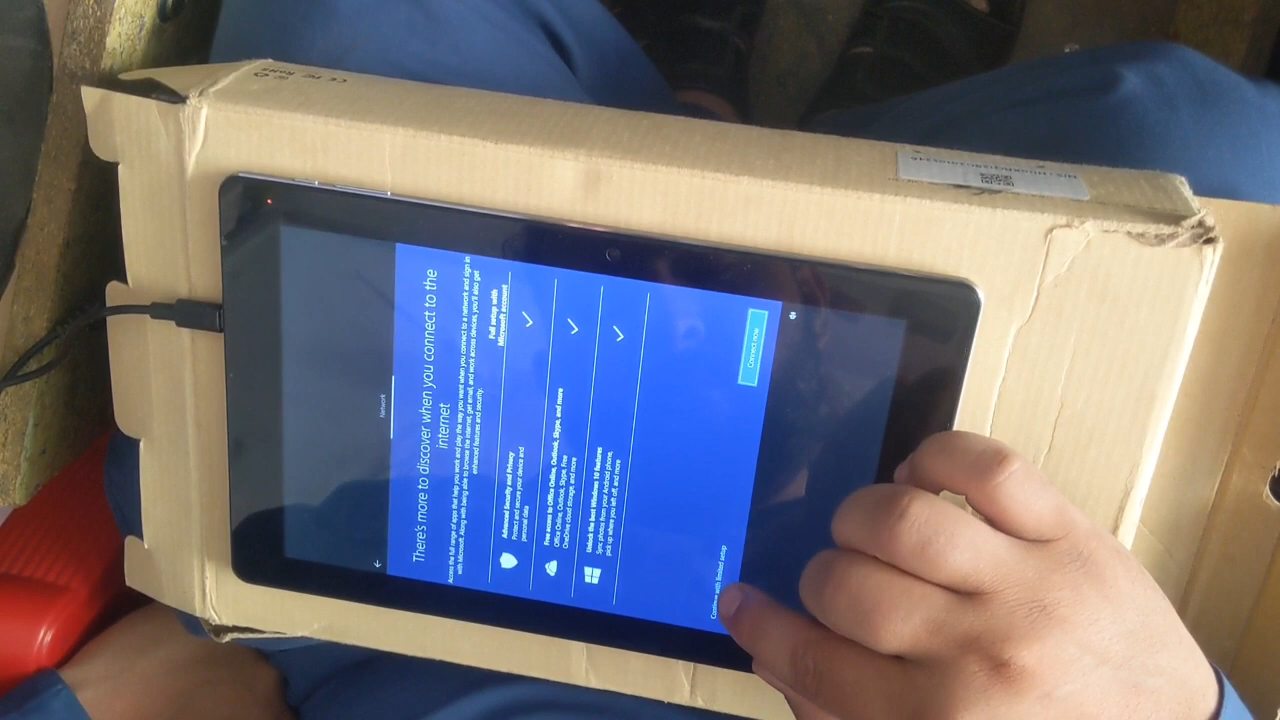 Network
There's more to discover when you connect to the
internet
Access the full range of apps that help you work and play the way you want when you connect to a network and sign in
with Microsoft. Along with being able to browse the internet, get email, and work across devices, you'll also get
enhanced features and security.
Full setup with
Microsoft account
Advanced Security and Privacy
Protect and secure your device and
personal data
Free access to Office Online, Outlook, Skype, and more
Office Online, Outlook, Skype, Free
OneDrive cloud storage, and more
Unlock the best Windows 10 features
Sync photos from your Android phone,
pick up where you left off, and more
Continue with limited setup
Connect now
CE FC RoHS